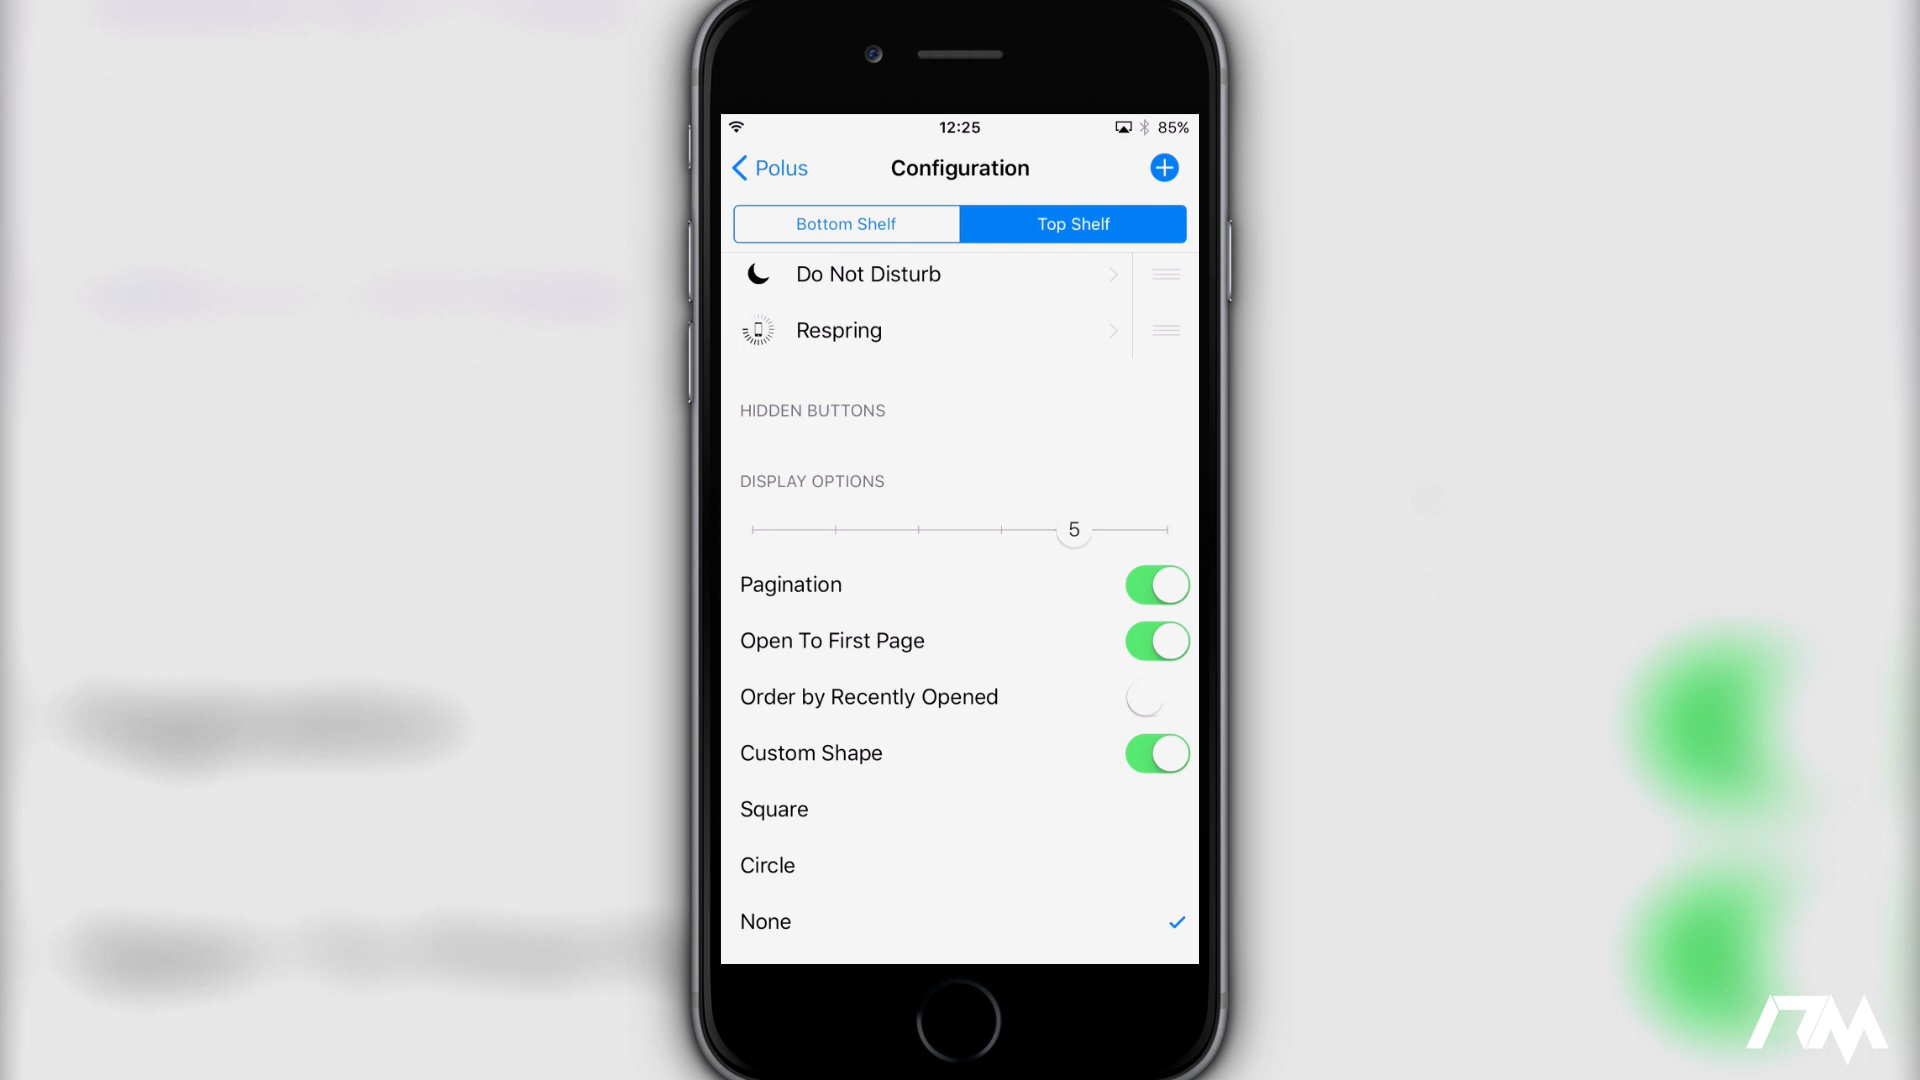 12:25
85%
Polus
Configuration
Bottom Shelf
Top Shelf
Do Not Disturb
Respring
HIDDEN BUTTONS
DISPLAY OPTIONS
5
Pagination
Open To First Page
Order by Recently Opened
Custom Shape
Square
Circle
None